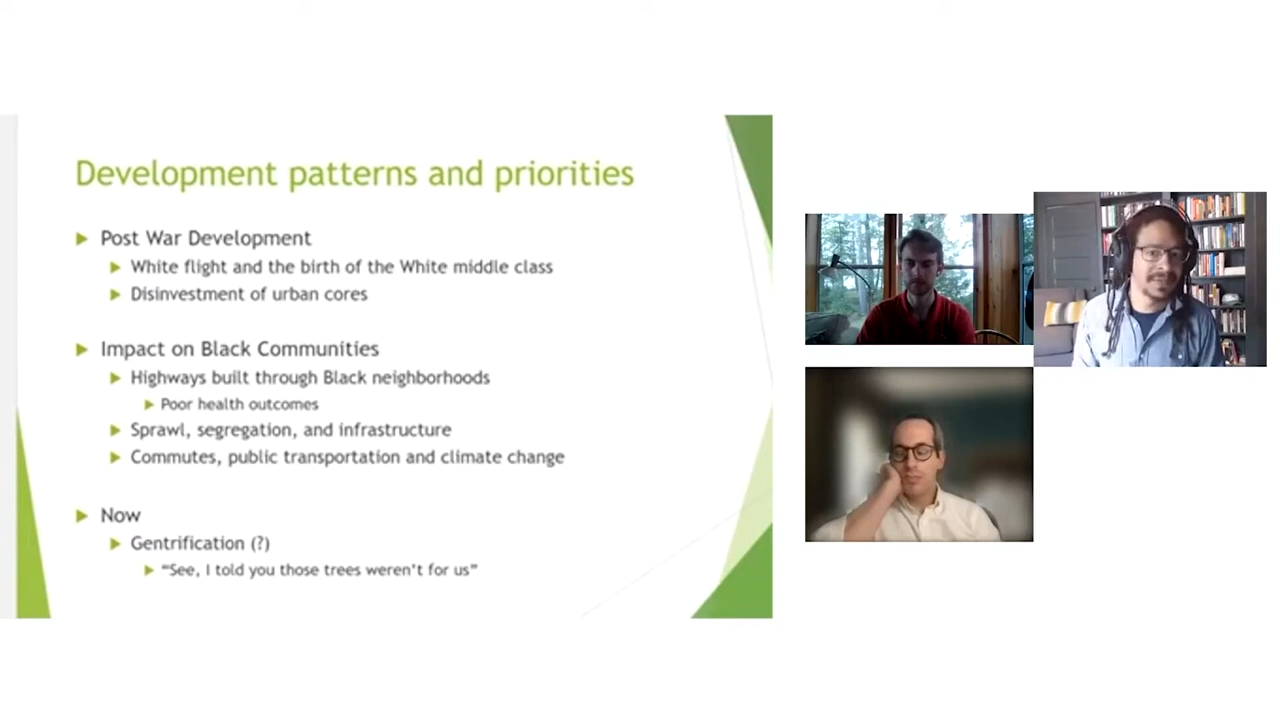 Development patterns and priorities
Post War Development
White flight and the birth of the White middle class
Disinvestment of urban cores
Impact on Black Communities
Highways built through Black neighborhoods
Poor health outcomes
Sprawl, segregation, and infrastructure
Commutes, public transportation and climate change
Now
Gentrification (?)
“See, I told you those trees weren’t for us”